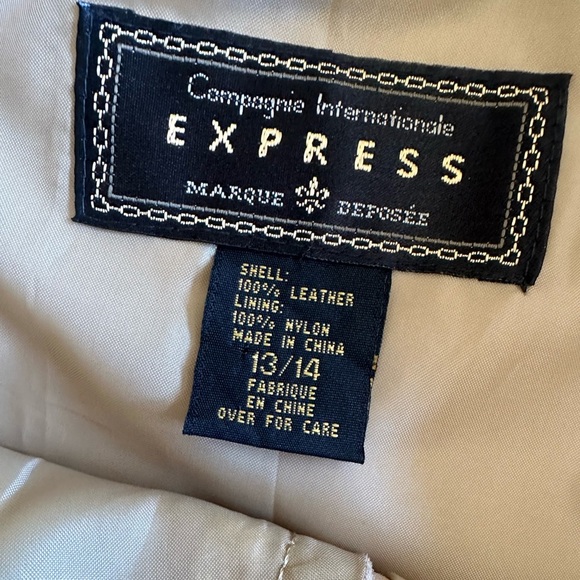 Compagnie Internationale
EXPRESS
MARQUE DEPOSÉE
SHELL:
100% LEATHER
LINING:
100% NYLON
MADE IN CHINA
13/14
FABRIQUE
EN CHINE
OVER FOR CARE